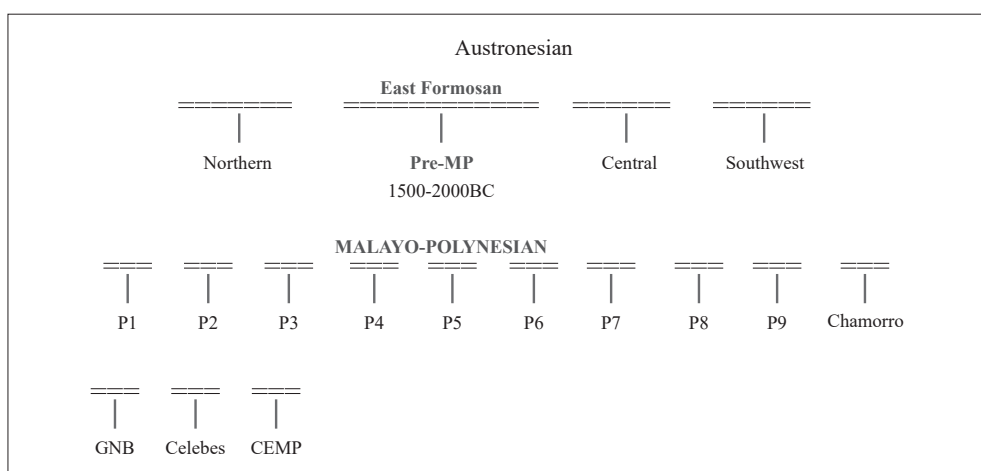 Austronesian
East Formosan
Northern Pre-MP Central Southwest
1500-2000BC
MALAYO-POLYNESIAN
P1 P2 P3 P4 P5 P6 P7 P8 P9 Chamorro
GNB Celebes CEMP